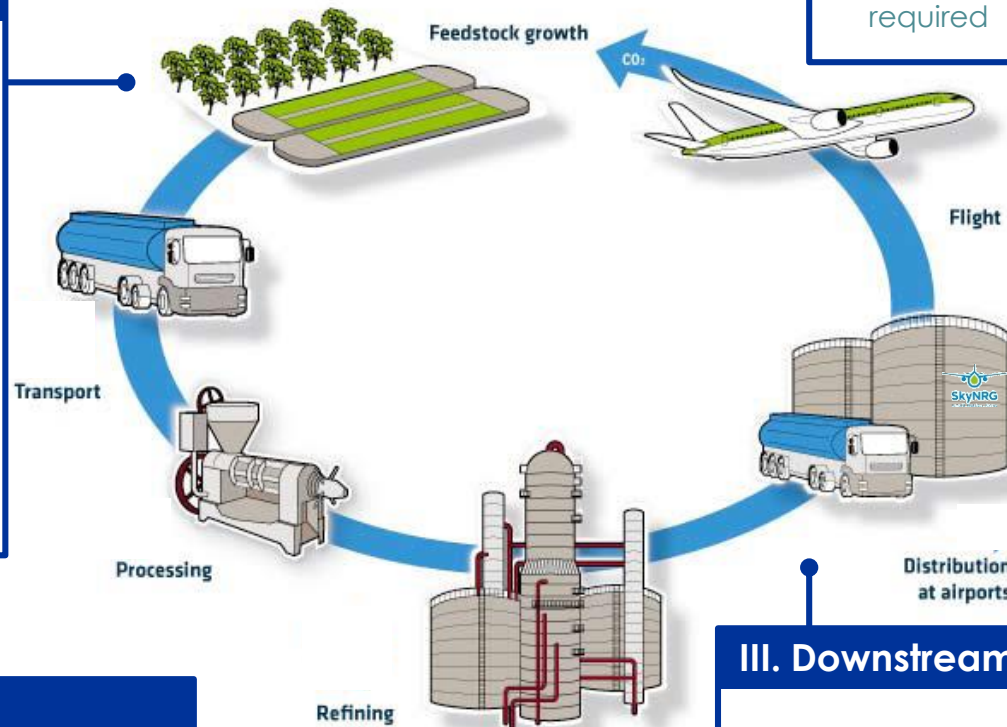 required
Feedstock growth
CO₂
Flight
SkyNRG
Transport
Processing
Distribution
at airports
III. Downstream
Refining